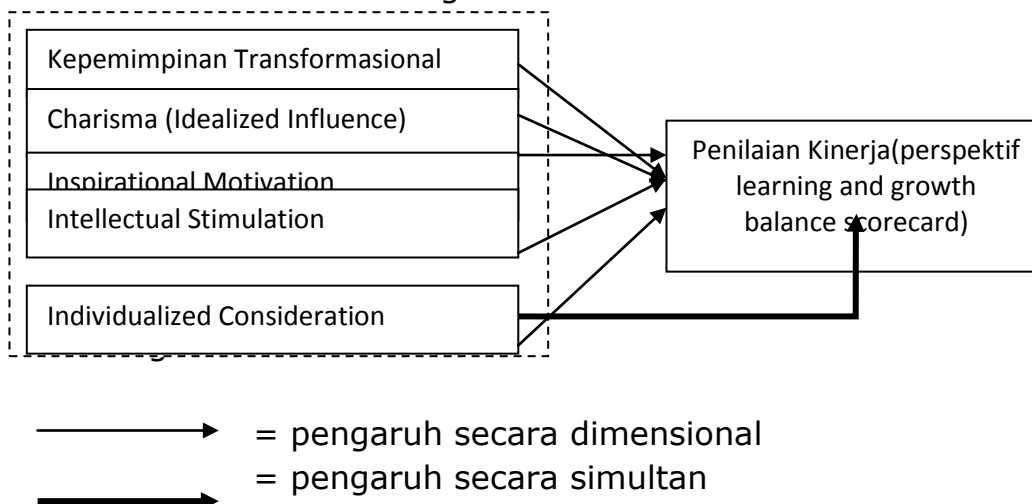 Kepemimpinan Transformasional
Charisma (Idealized Influence)
Inspirational Motivation
Intellectual Stimulation
Individualized Consideration
Penilaian Kinerja(perspektif
learning and growth
balance scorecard)
= pengaruh secara dimensional
= pengaruh secara simultan